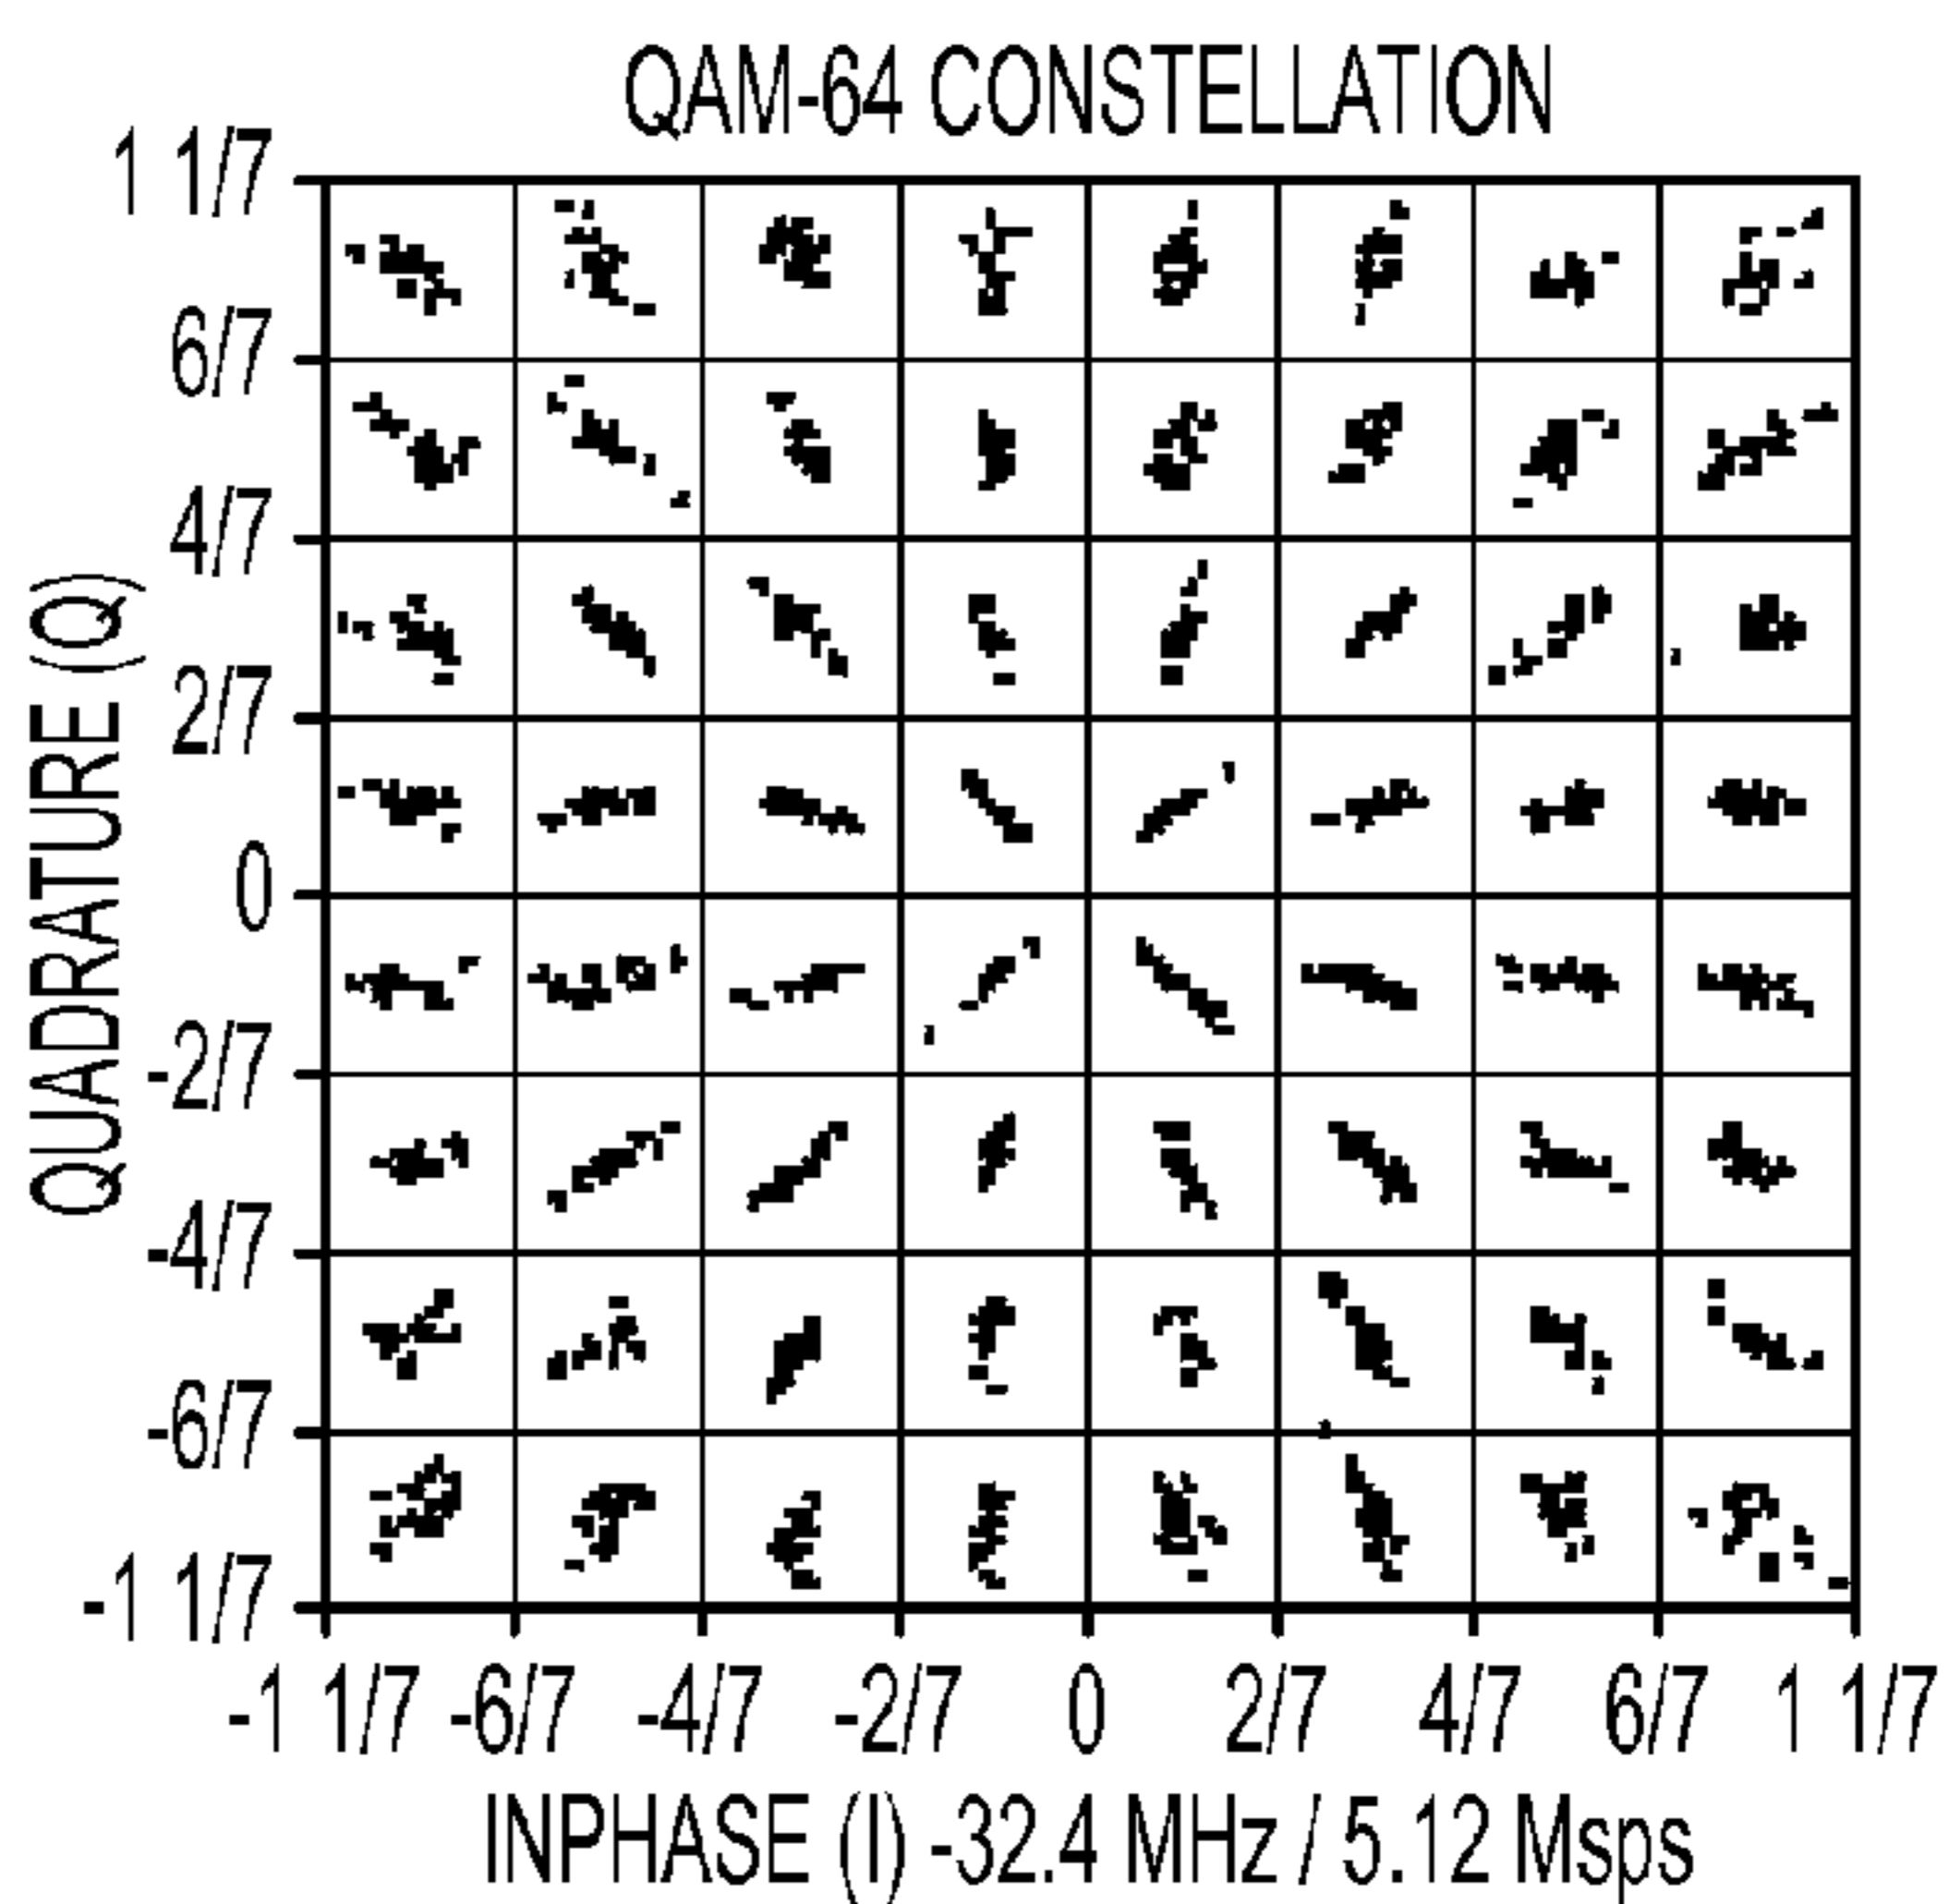 QAM-64 CONSTELLATION
1 1/7
6/7
4/7
2/7
0
-2/7
-4/7
-6/7
-1 1/7
QUADRATURE (Q)
-1 1/7 -6/7 -4/7 -2/7 0 2/7 4/7 6/7 1 1/7
INPHASE (I) -32.4 MHz / 5.12 Msps